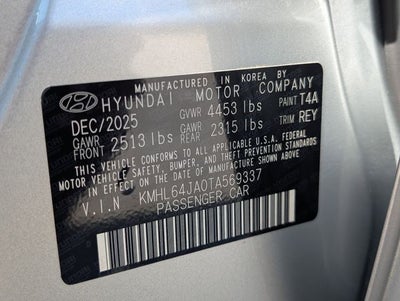 MANUFACTURED IN KOREA BY
HYUNDAI MOTOR COMPANY
DEC/2025 GVWR 4453 lbs PAINT T4A
GAWR FRONT 2513 lbs GAWR REAR 2315 lbs TRIM REY
THIS VEHICLE CONFORMS TO ALL APPLICABLE U.S.A. FEDERAL
MOTOR VEHICLE SAFETY, BUMPER, AND THEFT PREVENTION
STANDARDS IN EFFECT ON THE DATE OF MANUFACTURE
SHOWN ABOVE.
V.I.N KMHL64JA0TA569337
PASSENGER CAR